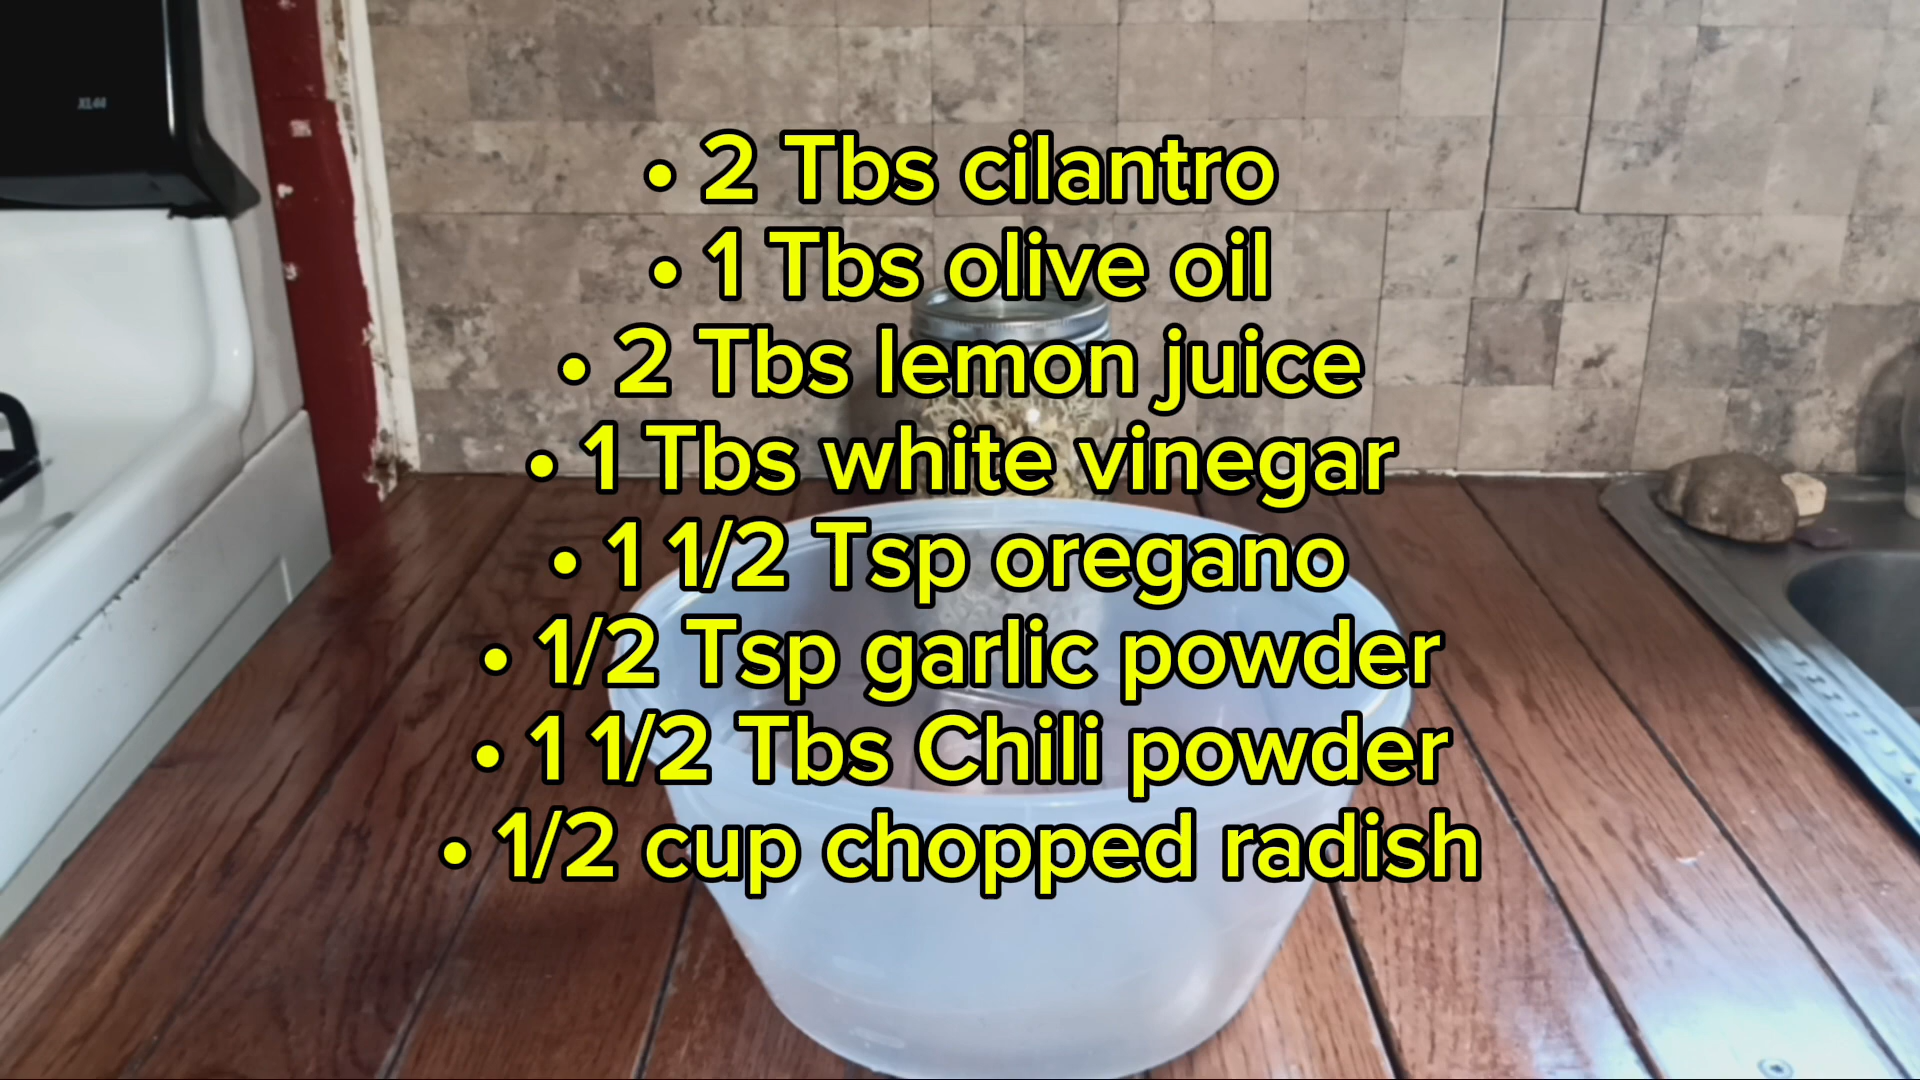 XL44
• 2 Tbs cilantro
• 1 Tbs olive oil
• 2 Tbs lemon juice
• 1 Tbs white vinegar
• 1 1/2 Tsp oregano
• 1/2 Tsp garlic powder
• 1 1/2 Tbs Chili powder
• 1/2 cup chopped radish